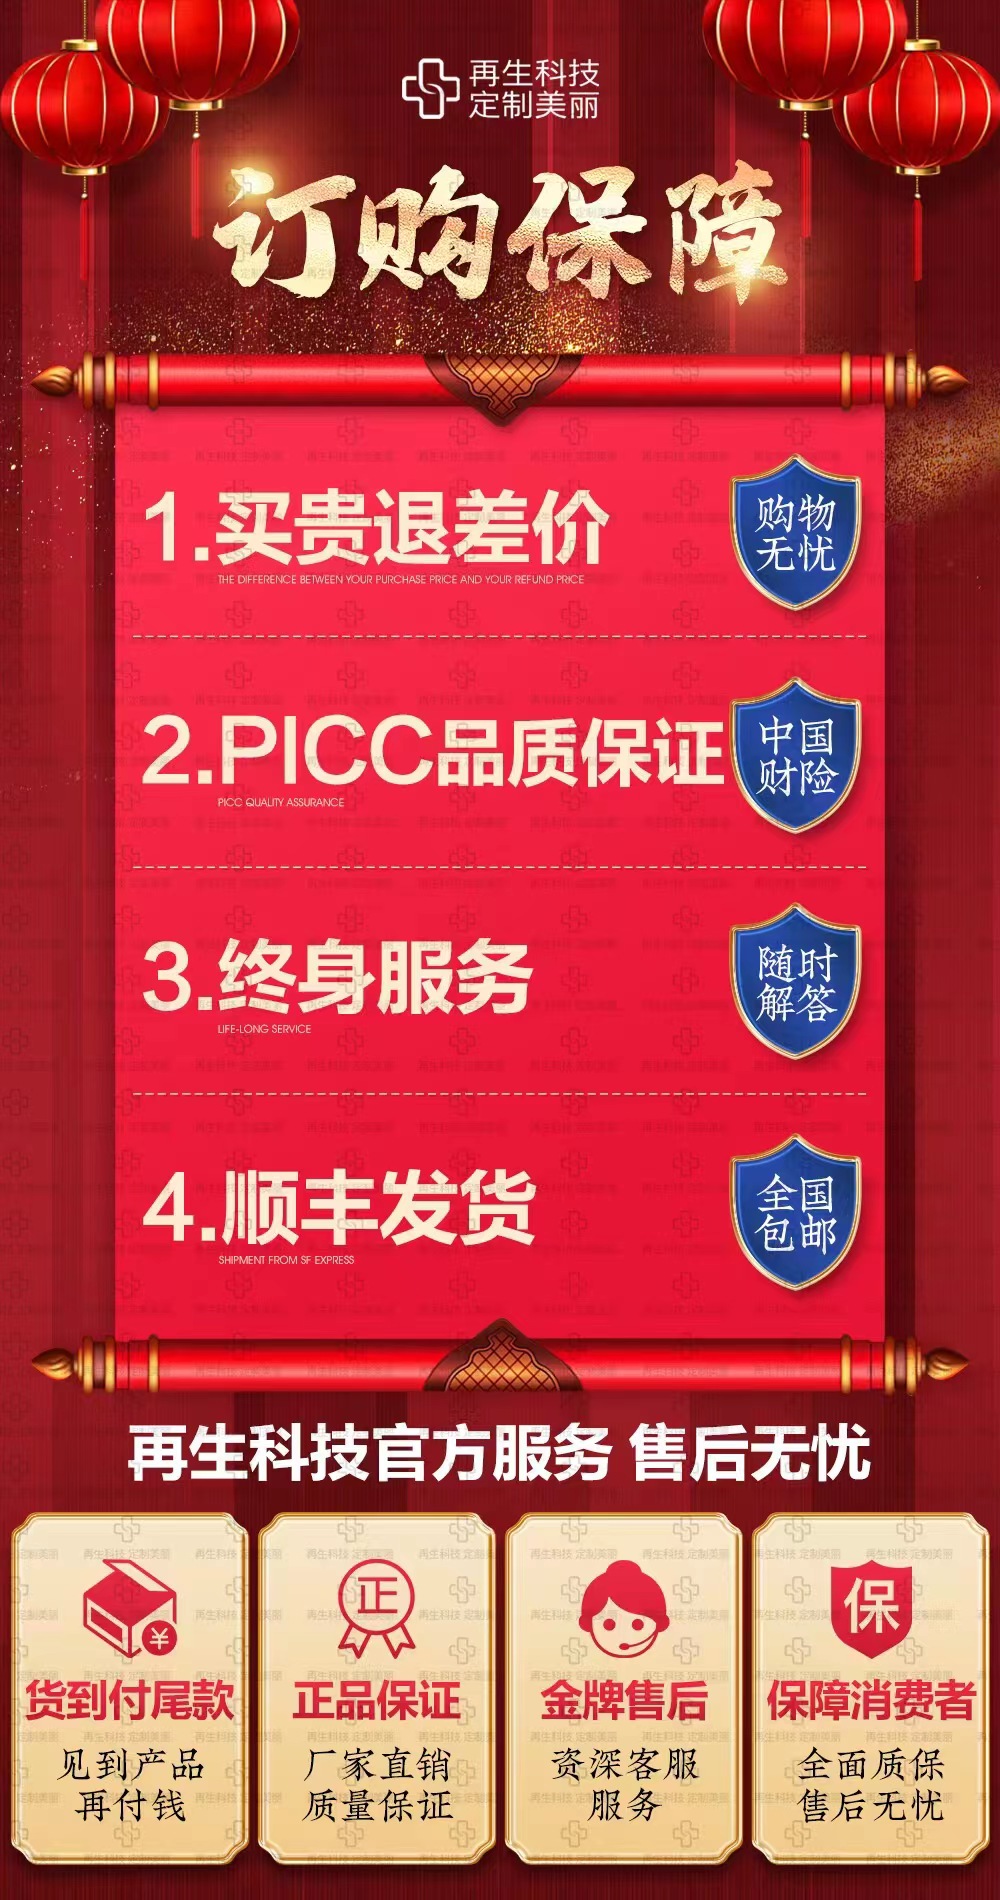 再生科技
定制美丽
订购保障
1.买贵退差价
THE DIFFERENCE BETWEEN YOUR PURCHASE PRICE AND YOUR REFUND PRICE
购物
无忧
2.PICC品质保证
PICC QUALITY ASSURANCE
中国
财险
3.终身服务
LIFE-LONG SERVICE
随时
解答
4.顺丰发货
SHIPMENT FROM SF EXPRESS
全国
包邮
再生科技官方服务 售后无忧
¥
货到付尾款
见到产品
再付钱
正
正品保证
厂家直销
质量保证
金牌售后
资深客服
服务
保
保障消费者
全面质保
售后无忧